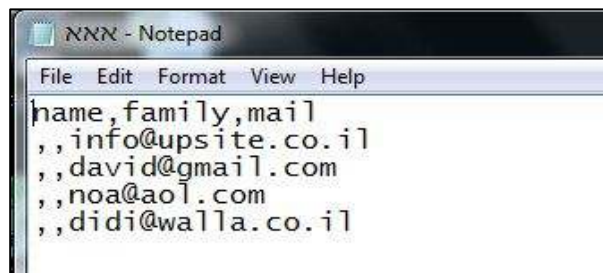 אאא - Notepad
File Edit Format View Help
name,family,mail
,,info@upsite.co.il
,,david@gmail.com
,,noa@aol.com
,,didi@walla.co.il